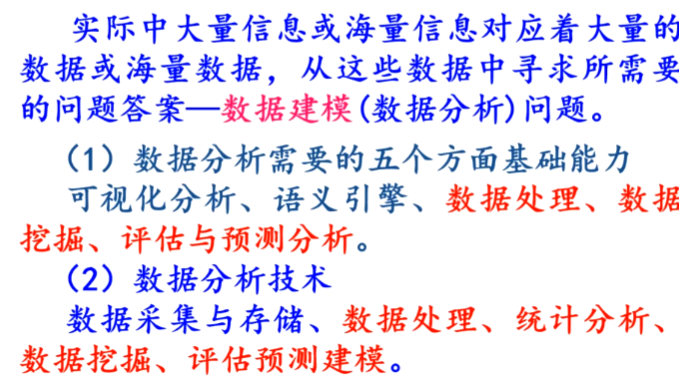 实际中大量信息或海量信息对应着大量的
数据或海量数据，从这些数据中寻求所需要
的问题答案—数据建模(数据分析)问题。
（1）数据分析需要的五个方面基础能力
可视化分析、语义引擎、数据处理、数据
挖掘、评估与预测分析。
（2）数据分析技术
数据采集与存储、数据处理、统计分析、
数据挖掘、评估预测建模。